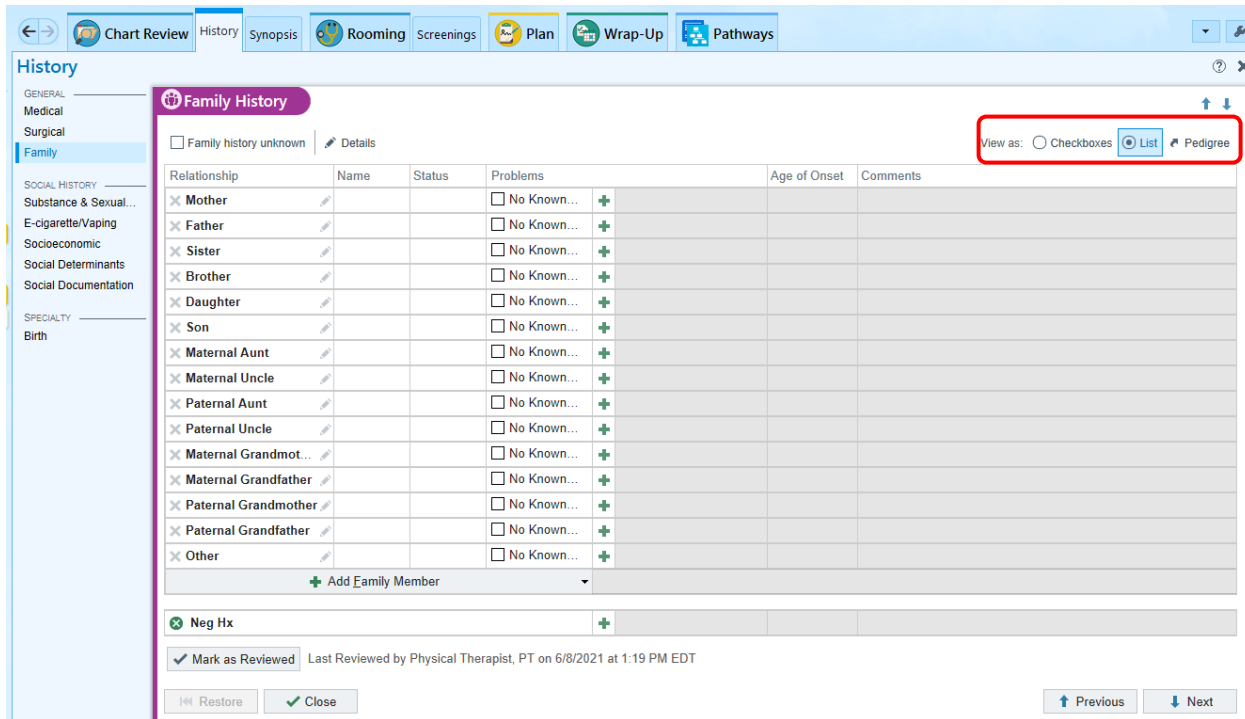 Chart Review History Synopsis Rooming Screenings Plan Wrap-Up Pathways
History
GENERAL
Medical
Surgical
Family
SOCIAL HISTORY
Substance & Sexual...
E-cigarette/Vaping
Socioeconomic
Social Determinants
Social Documentation
SPECIALTY
Birth
Family History
Family history unknown Details View as: Checkboxes List Pedigree
Relationship Name Status Problems Age of Onset Comments
Mother No Known...
Father No Known...
Sister No Known...
Brother No Known...
Daughter No Known...
Son No Known...
Maternal Aunt No Known...
Maternal Uncle No Known...
Paternal Aunt No Known...
Paternal Uncle No Known...
Maternal Grandmot... No Known...
Maternal Grandfather No Known...
Paternal Grandmother No Known...
Paternal Grandfather No Known...
Other No Known...
Add Family Member
Neg Hx
Mark as Reviewed Last Reviewed by Physical Therapist, PT on 6/8/2021 at 1:19 PM EDT
Restore Close Previous Next